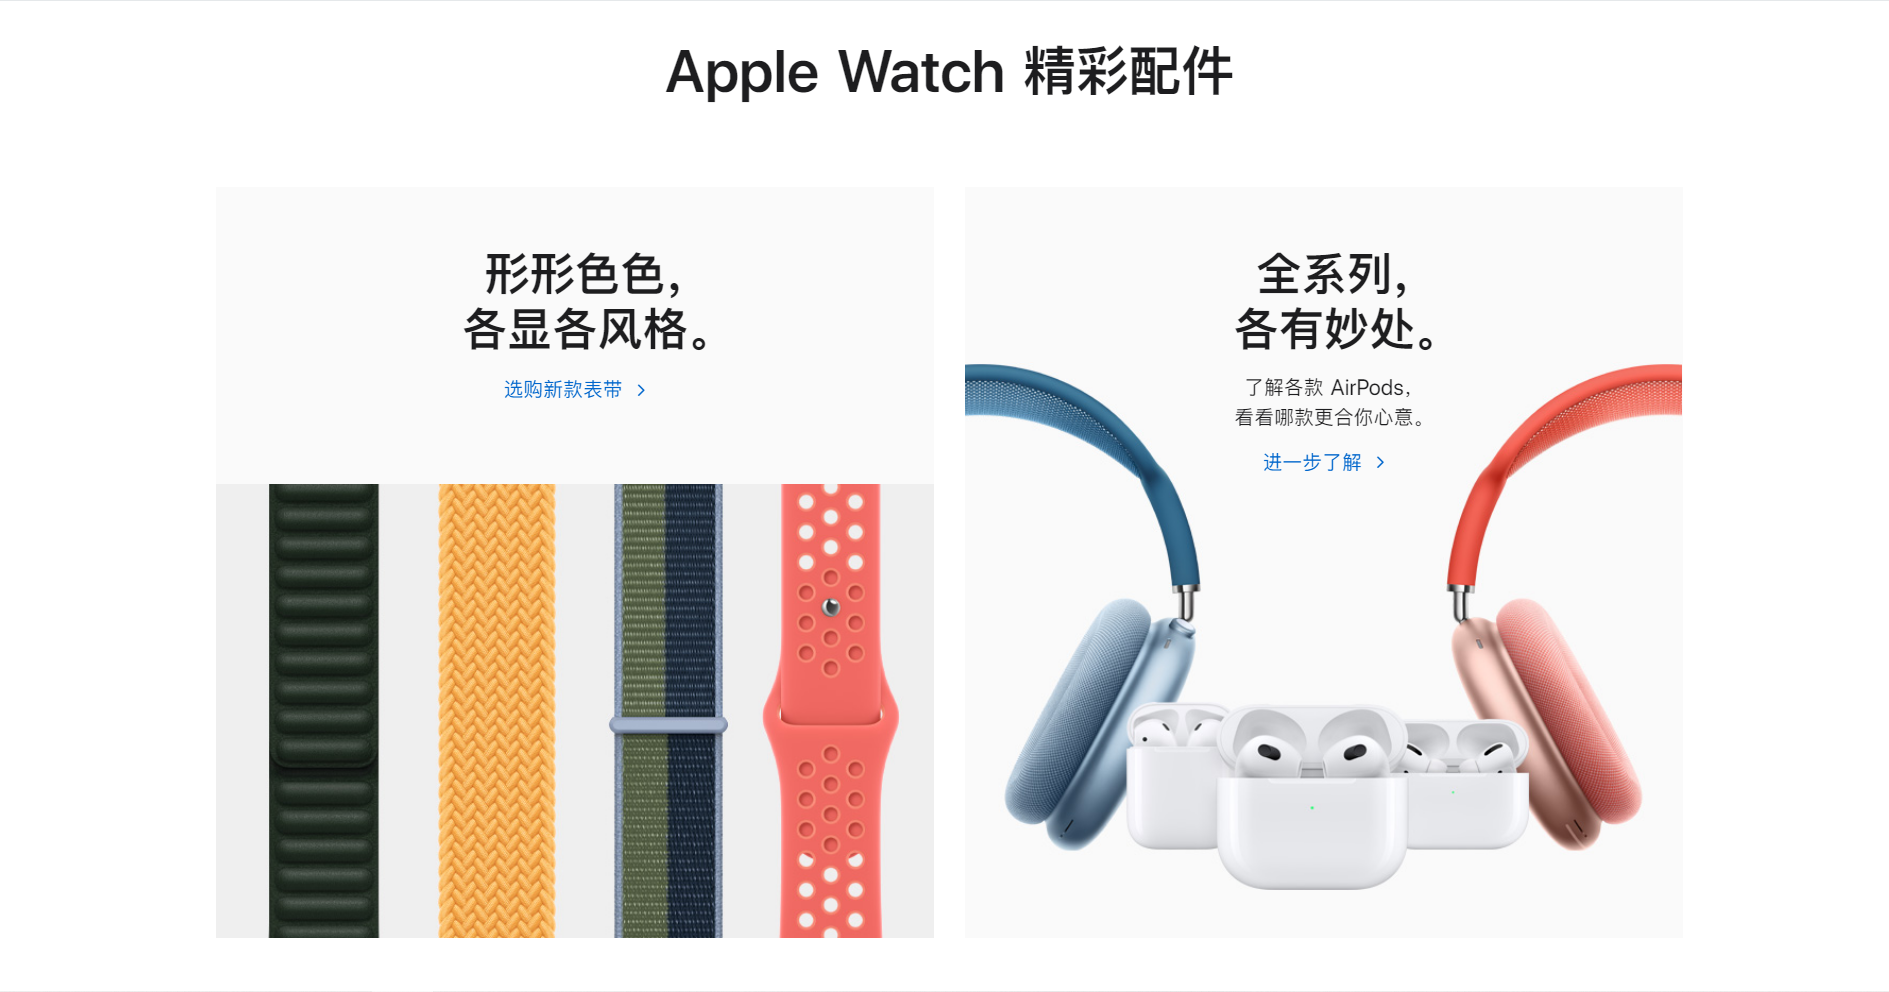 Apple Watch 精彩配件
形形色色，
各显各风格。
选购新款表带 >
全系列，
各有妙处。
了解各款 AirPods，
看看哪款更合你心意。
进一步了解 >